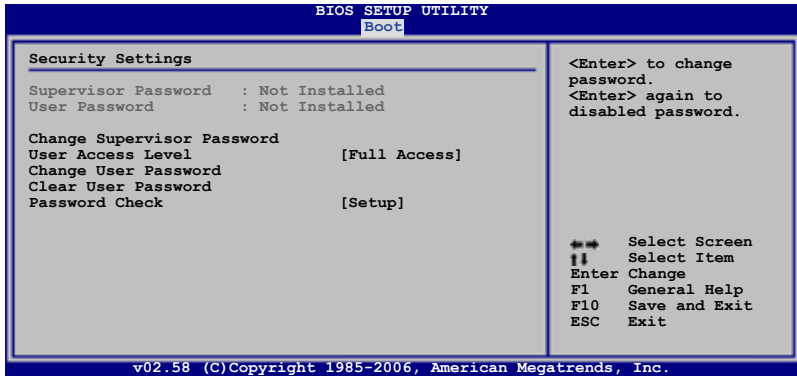 BIOS SETUP UTILITY
Boot
Security Settings
Supervisor Password : Not Installed
User Password : Not Installed
Change Supervisor Password
User Access Level [Full Access]
Change User Password
Clear User Password
Password Check [Setup]
<Enter> to change
password.
<Enter> again to
disabled password.
Select Screen
Select Item
Enter Change
F1 General Help
F10 Save and Exit
ESC Exit
v02.58 (C)Copyright 1985-2006, American Megatrends, Inc.